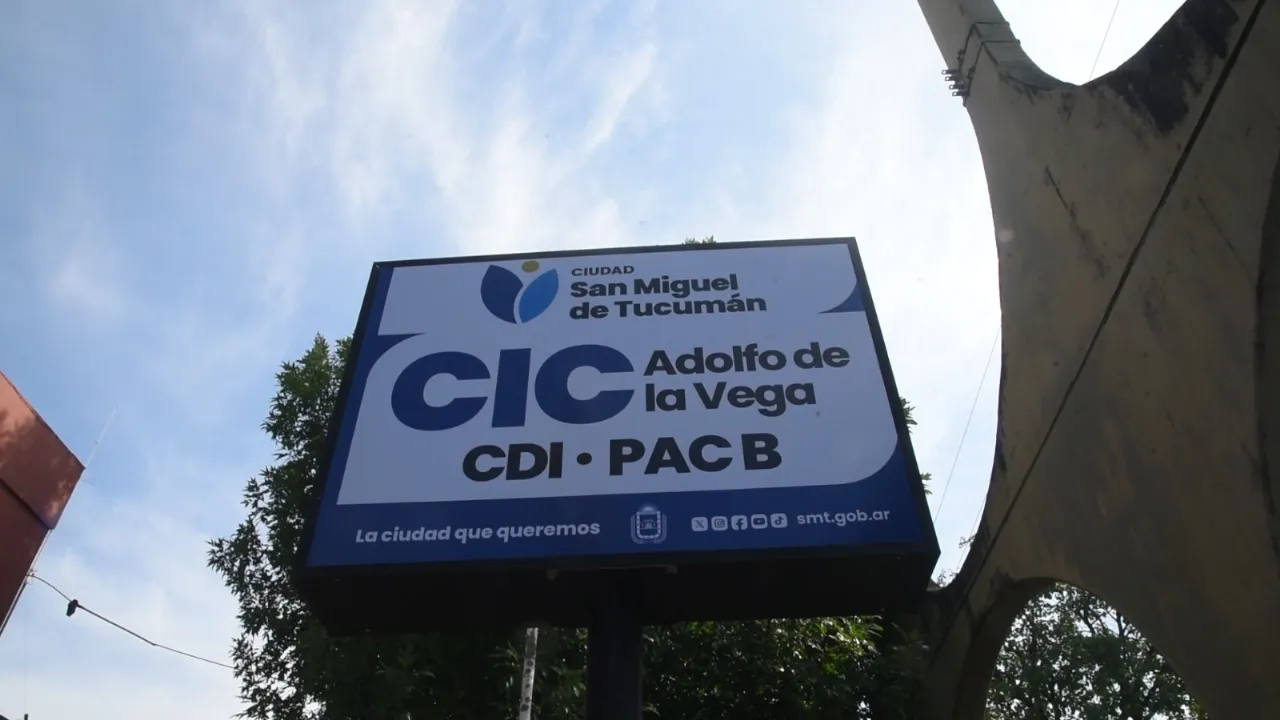 CIUDAD
San Miguel
de Tucumán
CIC
Adolfo de
la Vega
CDI • PAC B
La ciudad que queremos
smt.gob.ar